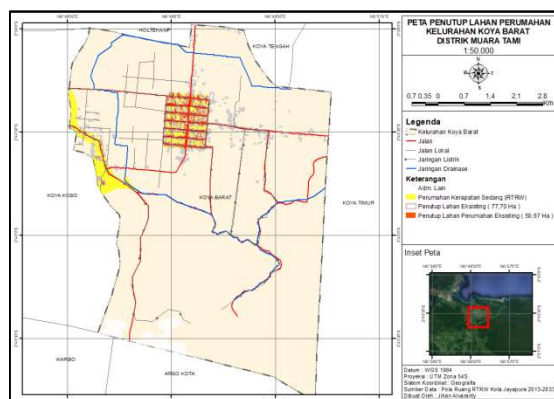 PETA PENUTUP LAHAN PERUMAHAN
KELURAHAN KOYA BARAT
DISTRIK MUARA TAMI
1:50.000
0,7 0,35 0 0,7 1,4 2,1 2,8
Km
Legenda
Kelurahan Koya Barat
Jalan
Jalan Lokal
Jaringan Listrik
Jaringan Drainase
Keterangan
Adm. Lain
Perumahan Kerapatan Sedang (RTRW)
Penutup Lahan Eksisting ( 77,70 Ha )
Penutup Lahan Perumahan Eksisting ( 50,67 Ha )
Inset Peta
Datum : WGS 1984
Proyeksi : UTM Zona 54S
Sistem Koordinat : Geografis
Sumber Data : Pola Ruang RTRW Kota Jayapura 2013-2033
HOLTEKAMP
KOYA TENGAH
KOYA KOSO
KOYA BARAT
KOYA TIMUR
WARBO
ARSO KOTA